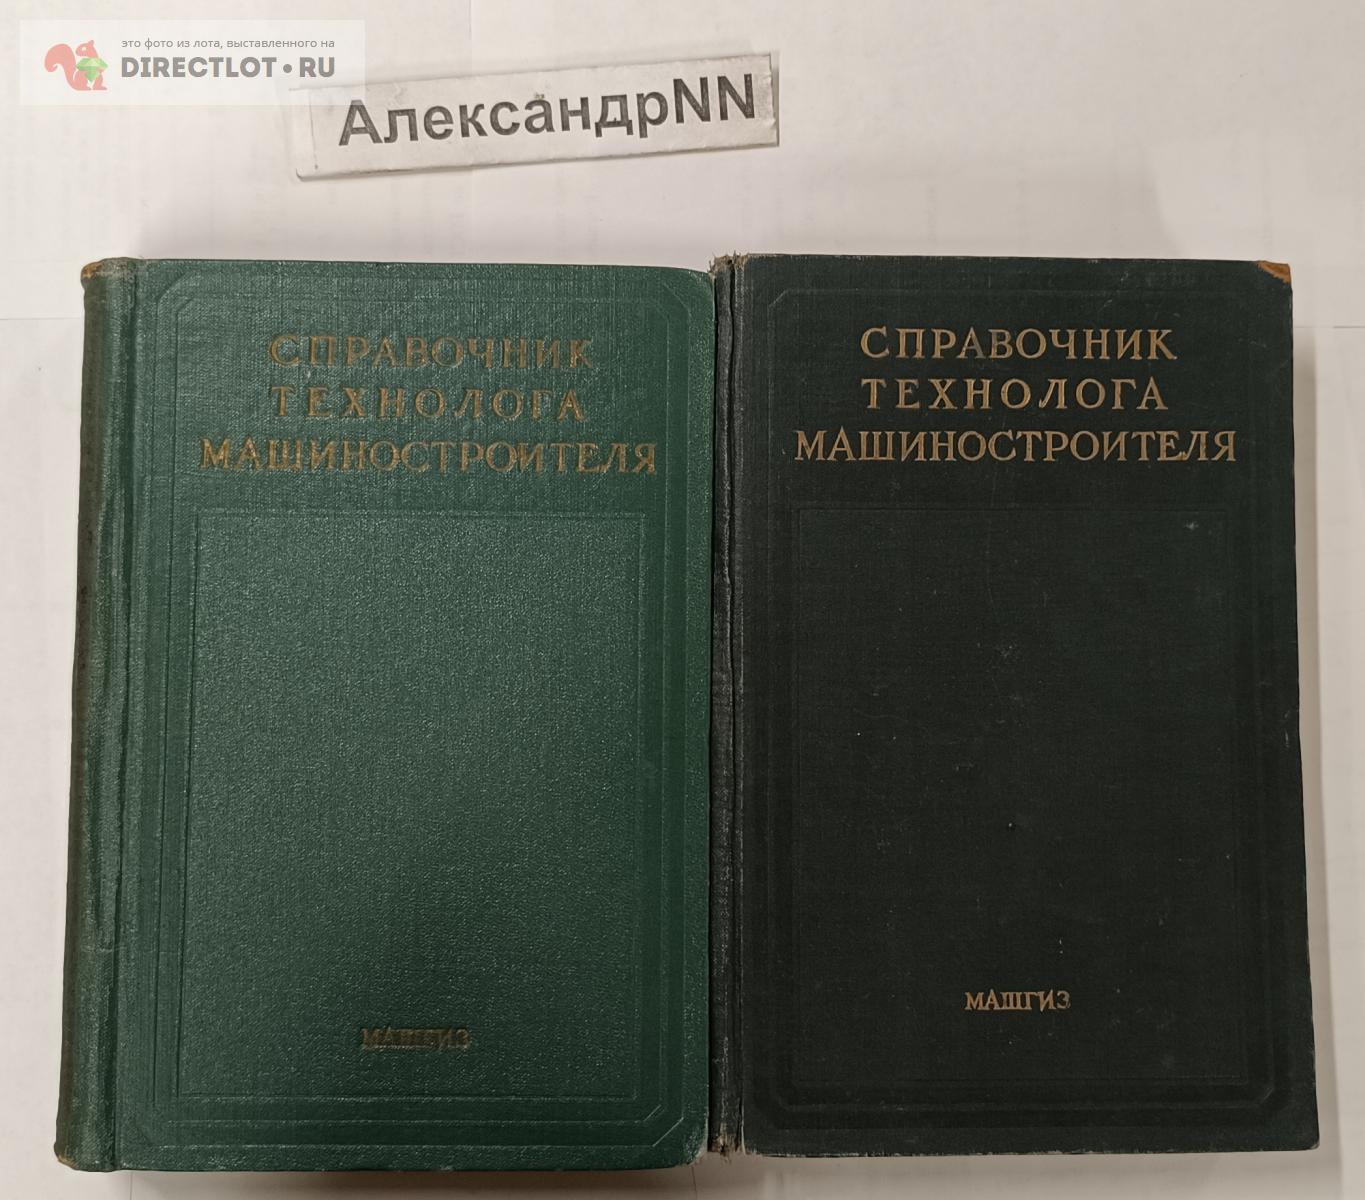 это фото из лота, выставленного на
DIRECTLOT•RU
АлександрNN
СПРАВОЧНИК
ТЕХНОЛОГА
МАШИНОСТРОИТЕЛЯ
МАШГИЗ
СПРАВОЧНИК
ТЕХНОЛОГА
МАШИНОСТРОИТЕЛЯ
МАШГИЗ